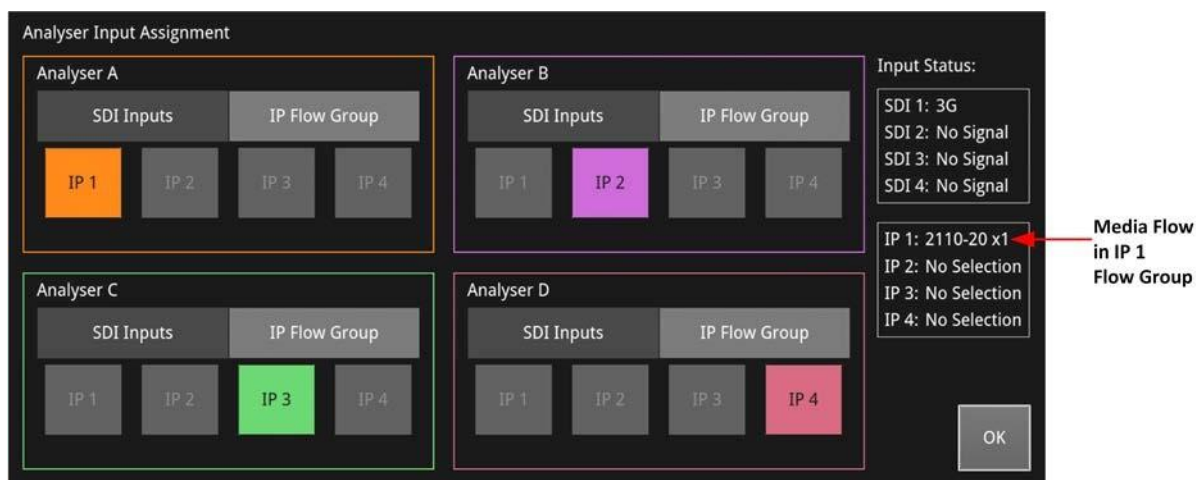 Analyser Input Assignment
Analyser A
SDI Inputs
IP Flow Group
IP 1
IP 2
IP 3
IP 4
Analyser B
SDI Inputs
IP Flow Group
IP 1
IP 2
IP 3
IP 4
Analyser C
SDI Inputs
IP Flow Group
IP 1
IP 2
IP 3
IP 4
Analyser D
SDI Inputs
IP Flow Group
IP 1
IP 2
IP 3
IP 4
Input Status:
SDI 1: 3G
SDI 2: No Signal
SDI 3: No Signal
SDI 4: No Signal
IP 1: 2110-20 x1
IP 2: No Selection
IP 3: No Selection
IP 4: No Selection
OK
Media Flow
in IP 1
Flow Group